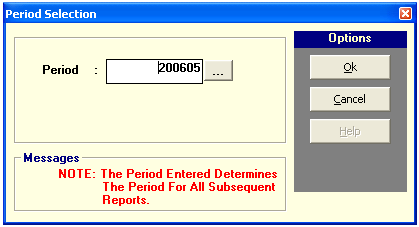 Period Selection
Options
Period : 200605 ...
Ok
Cancel
Help
Messages
NOTE: The Period Entered Determines
The Period For All Subsequent
Reports.